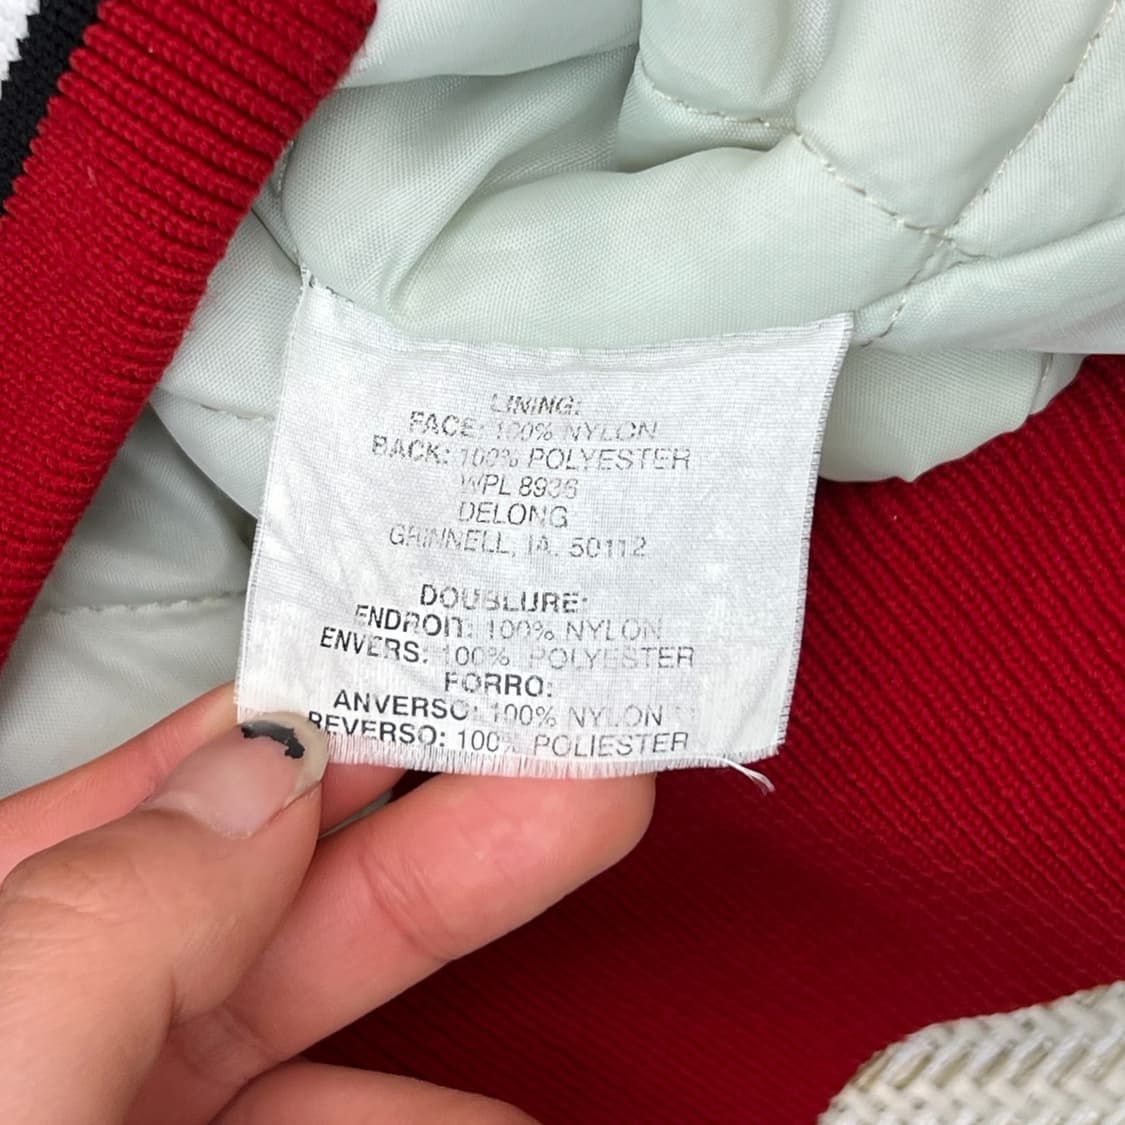 LINING:
FACE: 100% NYLON
BACK: 100% POLYESTER
WPL 8936
DELONG
GRINNELL, IA. 50112
DOUBLURE:
ENDROIT: 100% NYLON
ENVERS. 100% POLYESTER
FORRO:
ANVERSO: 100% NYLON
REVERSO: 100% POLIESTER